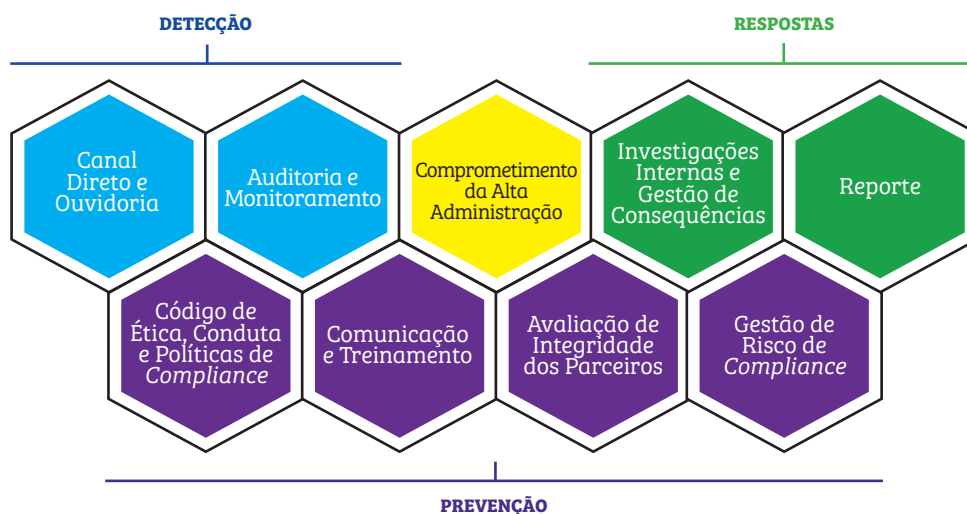 DETECÇÃO
RESPOSTAS
Canal
Direto e
Ouvidoria
Auditoria e
Monitoramento
Comprometimento
da Alta
Administração
Investigações
Internas e
Gestão de
Consequências
Reporte
Código de
Ética, Conduta
e Políticas de
Compliance
Comunicação
e Treinamento
Avaliação de
Integridade
dos Parceiros
Gestão de
Risco de
Compliance
PREVENÇÃO